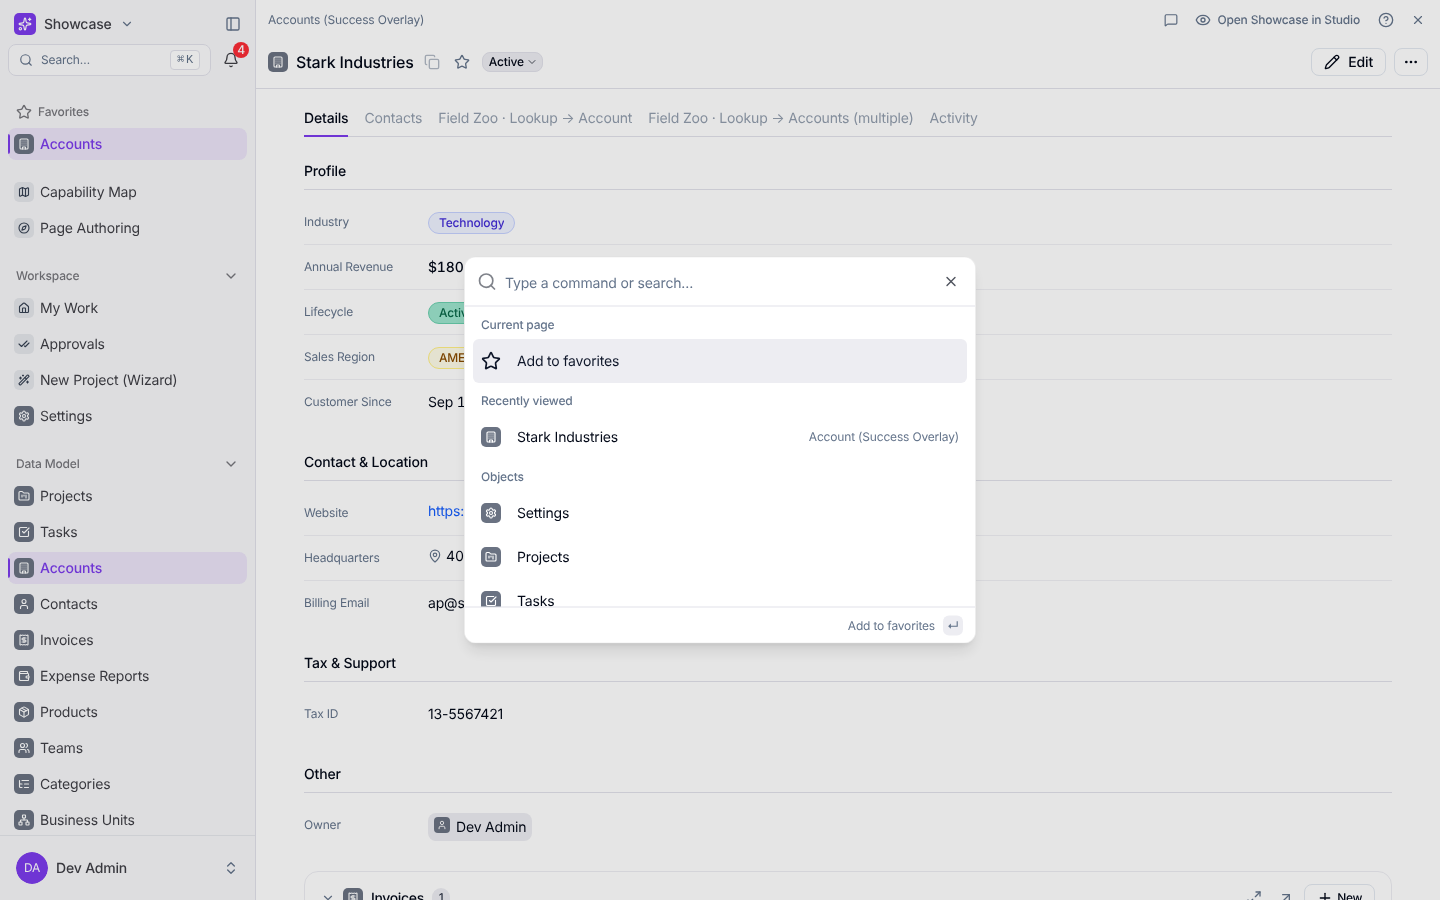 Showcase
Search...
⌘K
4
Favorites
Accounts
Capability Map
Page Authoring
Workspace
My Work
Approvals
New Project (Wizard)
Settings
Data Model
Projects
Tasks
Accounts
Contacts
Invoices
Expense Reports
Products
Teams
Categories
Business Units
DA
Dev Admin
Accounts (Success Overlay)
Open Showcase in Studio
Stark Industries
Active
Edit
Details
Contacts
Field Zoo · Lookup → Account
Field Zoo · Lookup → Accounts (multiple)
Activity
Profile
Industry
Technology
Annual Revenue
$180
Lifecycle
Activ
Sales Region
AME
Customer Since
Sep 1
Contact & Location
Website
https:
Headquarters
40
Billing Email
ap@s
Tax & Support
Tax ID
13-5567421
Other
Owner
Dev Admin
Invoices
1
New
Type a command or search...
Current page
Add to favorites
Recently viewed
Stark Industries
Account (Success Overlay)
Objects
Settings
Projects
Tasks
Add to favorites